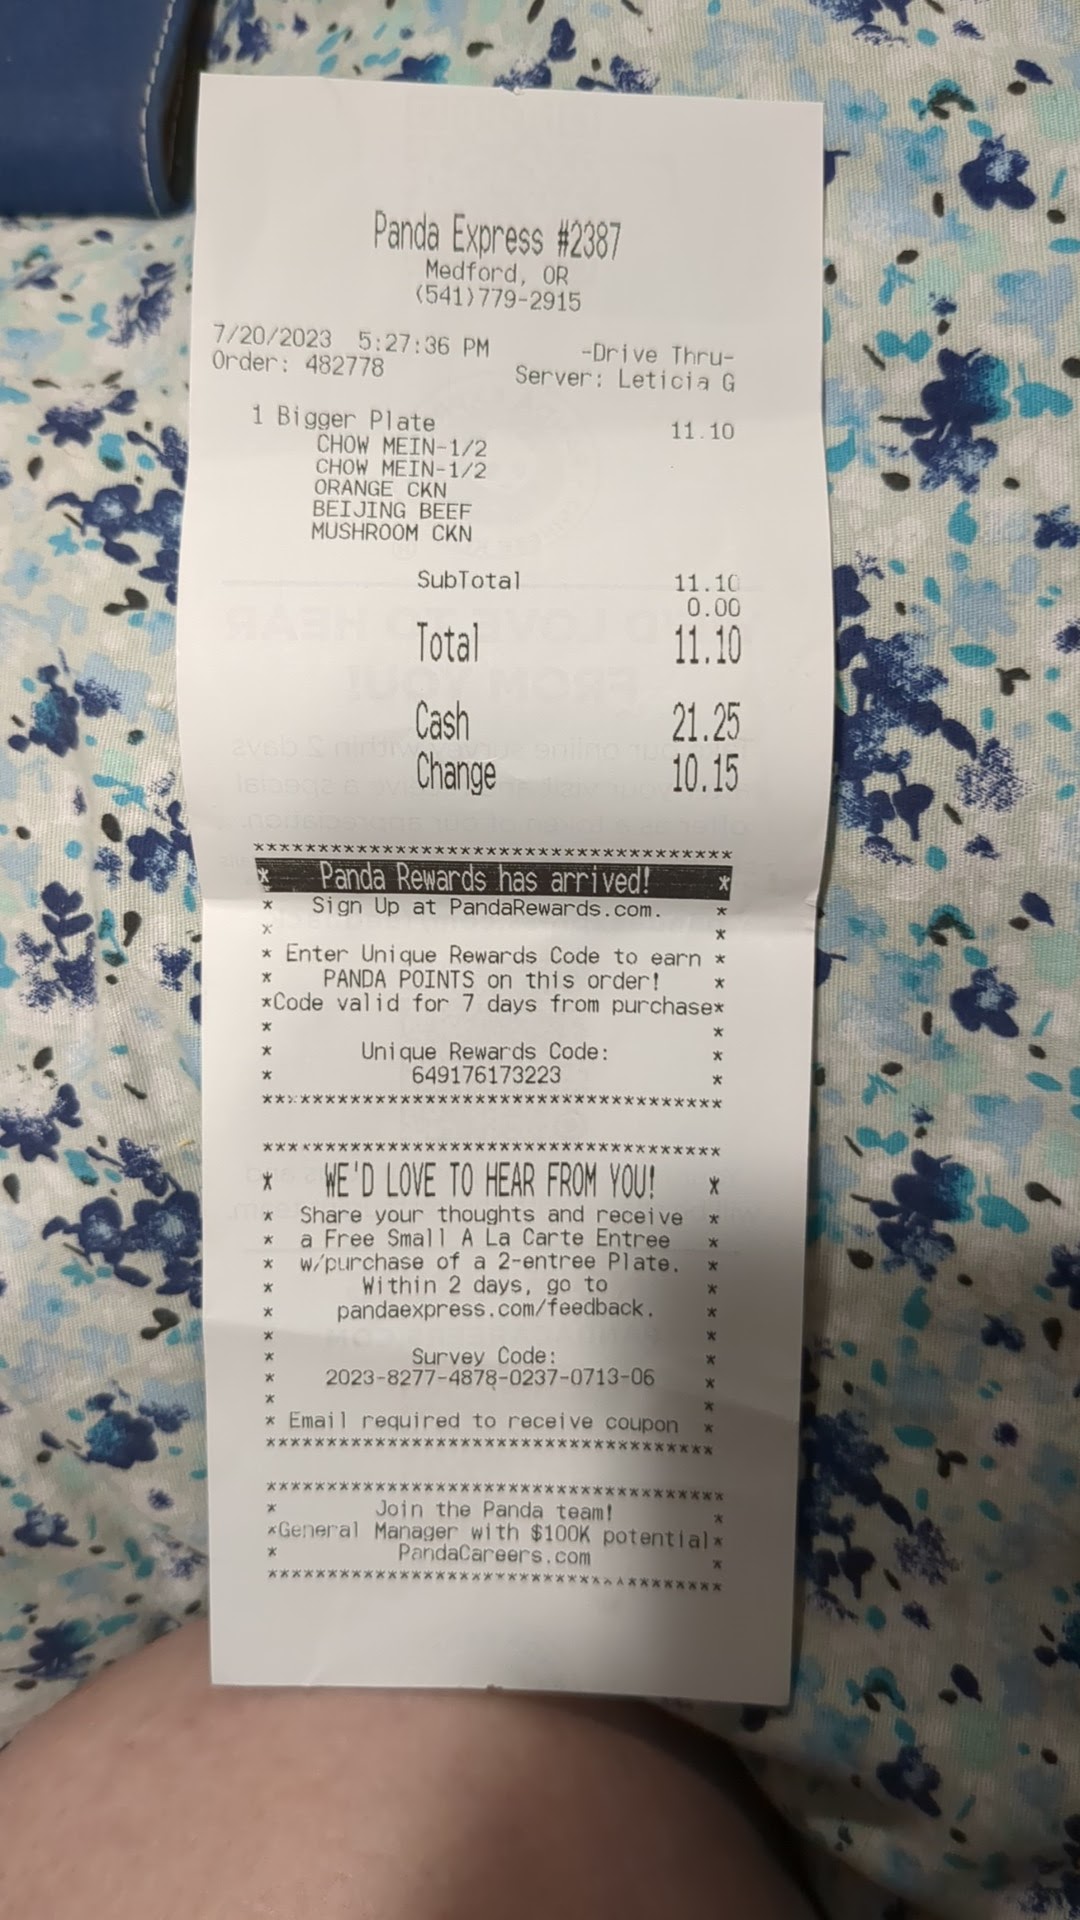 Panda Express #2387
Medford, OR
(541)779-2915
7/20/2023 5:27:36 PM -Drive Thru-
Order: 482778 Server: Leticia G
1 Bigger Plate 11.10
CHOW MEIN-1/2
CHOW MEIN-1/2
ORANGE CKN
BEIJING BEEF
MUSHROOM CKN
SubTotal 11.10
0.00
Total 11.10
Cash 21.25
Change 10.15
***************************************
* Panda Rewards has arrived! *
* Sign Up at PandaRewards.com. *
* *
* Enter Unique Rewards Code to earn *
* PANDA POINTS on this order! *
*Code valid for 7 days from purchase*
* *
* Unique Rewards Code: *
* 649176173223 *
***************************************
***************************************
* WE'D LOVE TO HEAR FROM YOU! *
* Share your thoughts and receive *
* a Free Small A La Carte Entree *
* w/purchase of a 2-entree Plate. *
* Within 2 days, go to *
* pandaexpress.com/feedback. *
* *
* Survey Code: *
* 2023-8277-4878-0237-0713-06 *
* *
* Email required to receive coupon *
***************************************
***************************************
* Join the Panda team! *
*General Manager with $100K potential*
* PandaCareers.com *
***************************************